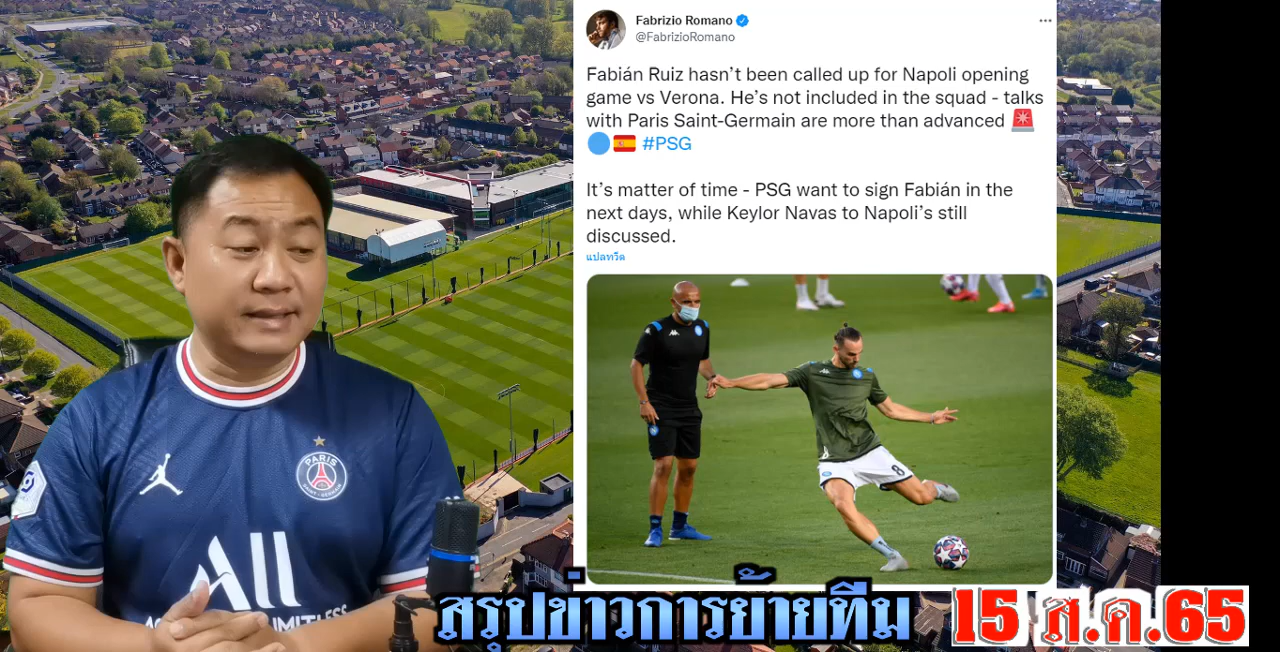 Fabrizio Romano
@FabrizioRomano
Fabián Ruiz hasn’t been called up for Napoli opening
game vs Verona. He’s not included in the squad - talks
with Paris Saint-Germain are more than advanced 🚨
🔵🇪🇸 #PSG
It’s matter of time - PSG want to sign Fabián in the
next days, while Keylor Navas to Napoli’s still
discussed.
แปลทวีต
8
PARIS
SAINT-GERMAIN
ALL
สรุปข่าวการย้ายทีม 15 ส.ค.65